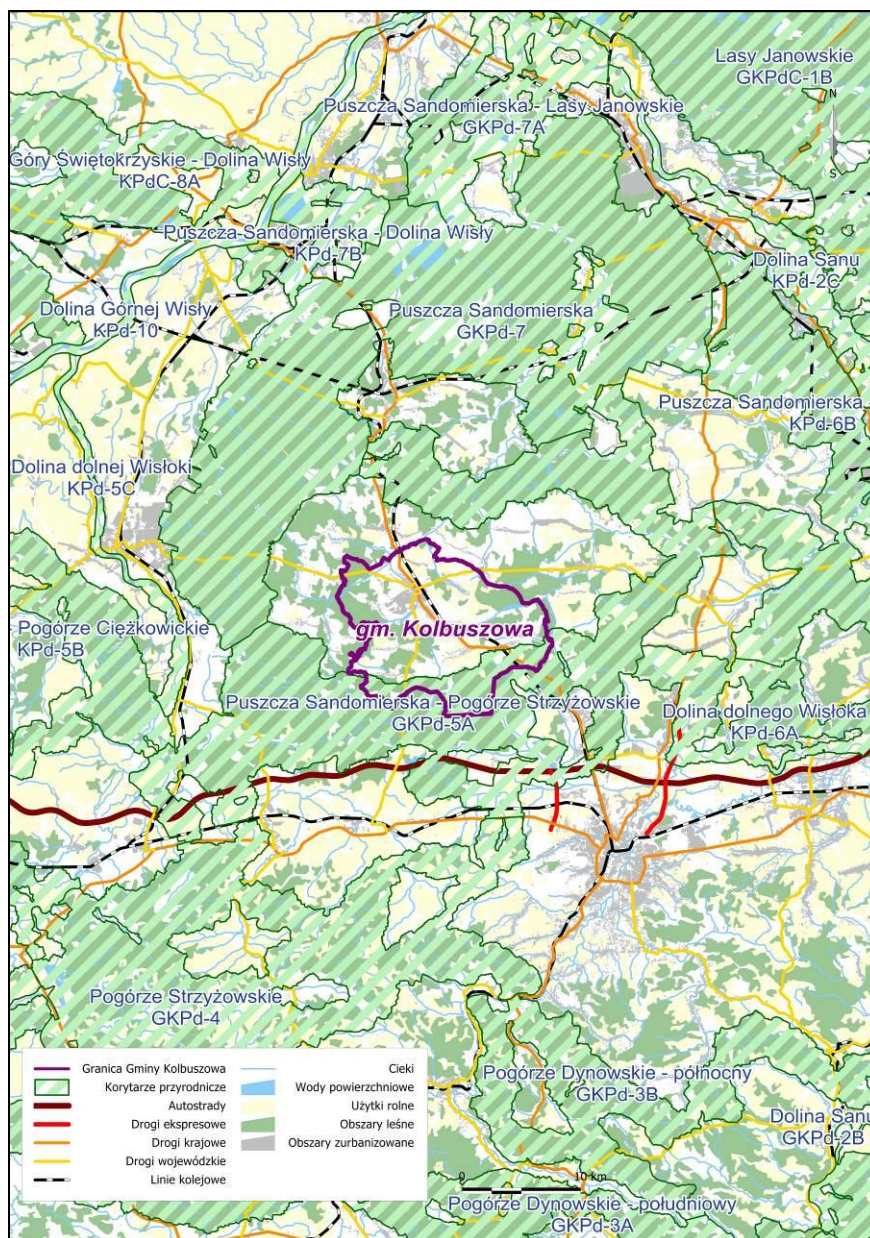 Lasy Janowskie
GKPdC-1B
N
S
Puszcza Sandomierska - Lasy Janowskie
GKPd-7A
Góry Świętokrzyskie - Dolina Wisły
KPdC-8A
Puszcza Sandomierska - Dolina Wisły
KPd-7B
Dolina Sanu
KPd-2C
Dolina Górnej Wisły
KPd-10
Puszcza Sandomierska
GKPd-7
Puszcza Sandomierska -
KPd-6B
Dolina dolnej Wisłoki
KPd-5C
gm. Kolbuszowa
Pogórze Ciężkowickie
KPd-5B
Puszcza Sandomierska - Pogórze Strzyżowskie
GKPd-5A
Dolina dolnego Wisłoka
KPd-6A
Pogórze Strzyżowskie
GKPd-4
Pogórze Dynowskie - północny
GKPd-3B
Dolina Sanu
GKPd-2B
Granica Gminy Kolbuszowa
Korytarze przyrodnicze
Autostrady
Drogi ekspresowe
Drogi krajowe
Drogi wojewódzkie
Linie kolejowe
Cieki
Wody powierzchniowe
Użytki rolne
Obszary leśne
Obszary zurbanizowane
0 10 km
Pogórze Dynowskie - południowy
GKPd-3A